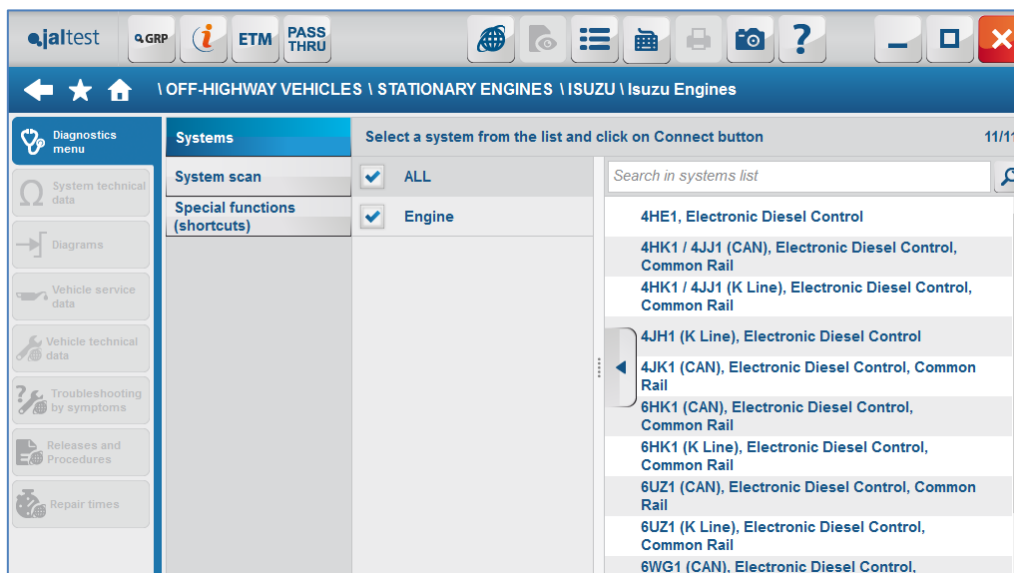 jaltest
GRP
i
ETM
PASS
THRU
?
\ OFF-HIGHWAY VEHICLES \ STATIONARY ENGINES \ ISUZU \ Isuzu Engines
Diagnostics
menu
System technical
data
Diagrams
Vehicle service
data
Vehicle technical
data
Troubleshooting
by symptoms
Releases and
Procedures
Repair times
Systems
System scan
Special functions
(shortcuts)
Select a system from the list and click on Connect button
11/11
ALL
Engine
Search in systems list
4HE1, Electronic Diesel Control
4HK1 / 4JJ1 (CAN), Electronic Diesel Control,
Common Rail
4HK1 / 4JJ1 (K Line), Electronic Diesel Control,
Common Rail
4JH1 (K Line), Electronic Diesel Control
4JK1 (CAN), Electronic Diesel Control, Common
Rail
6HK1 (CAN), Electronic Diesel Control,
Common Rail
6HK1 (K Line), Electronic Diesel Control,
Common Rail
6UZ1 (CAN), Electronic Diesel Control, Common
Rail
6UZ1 (K Line), Electronic Diesel Control,
Common Rail
6WG1 (CAN), Electronic Diesel Control,